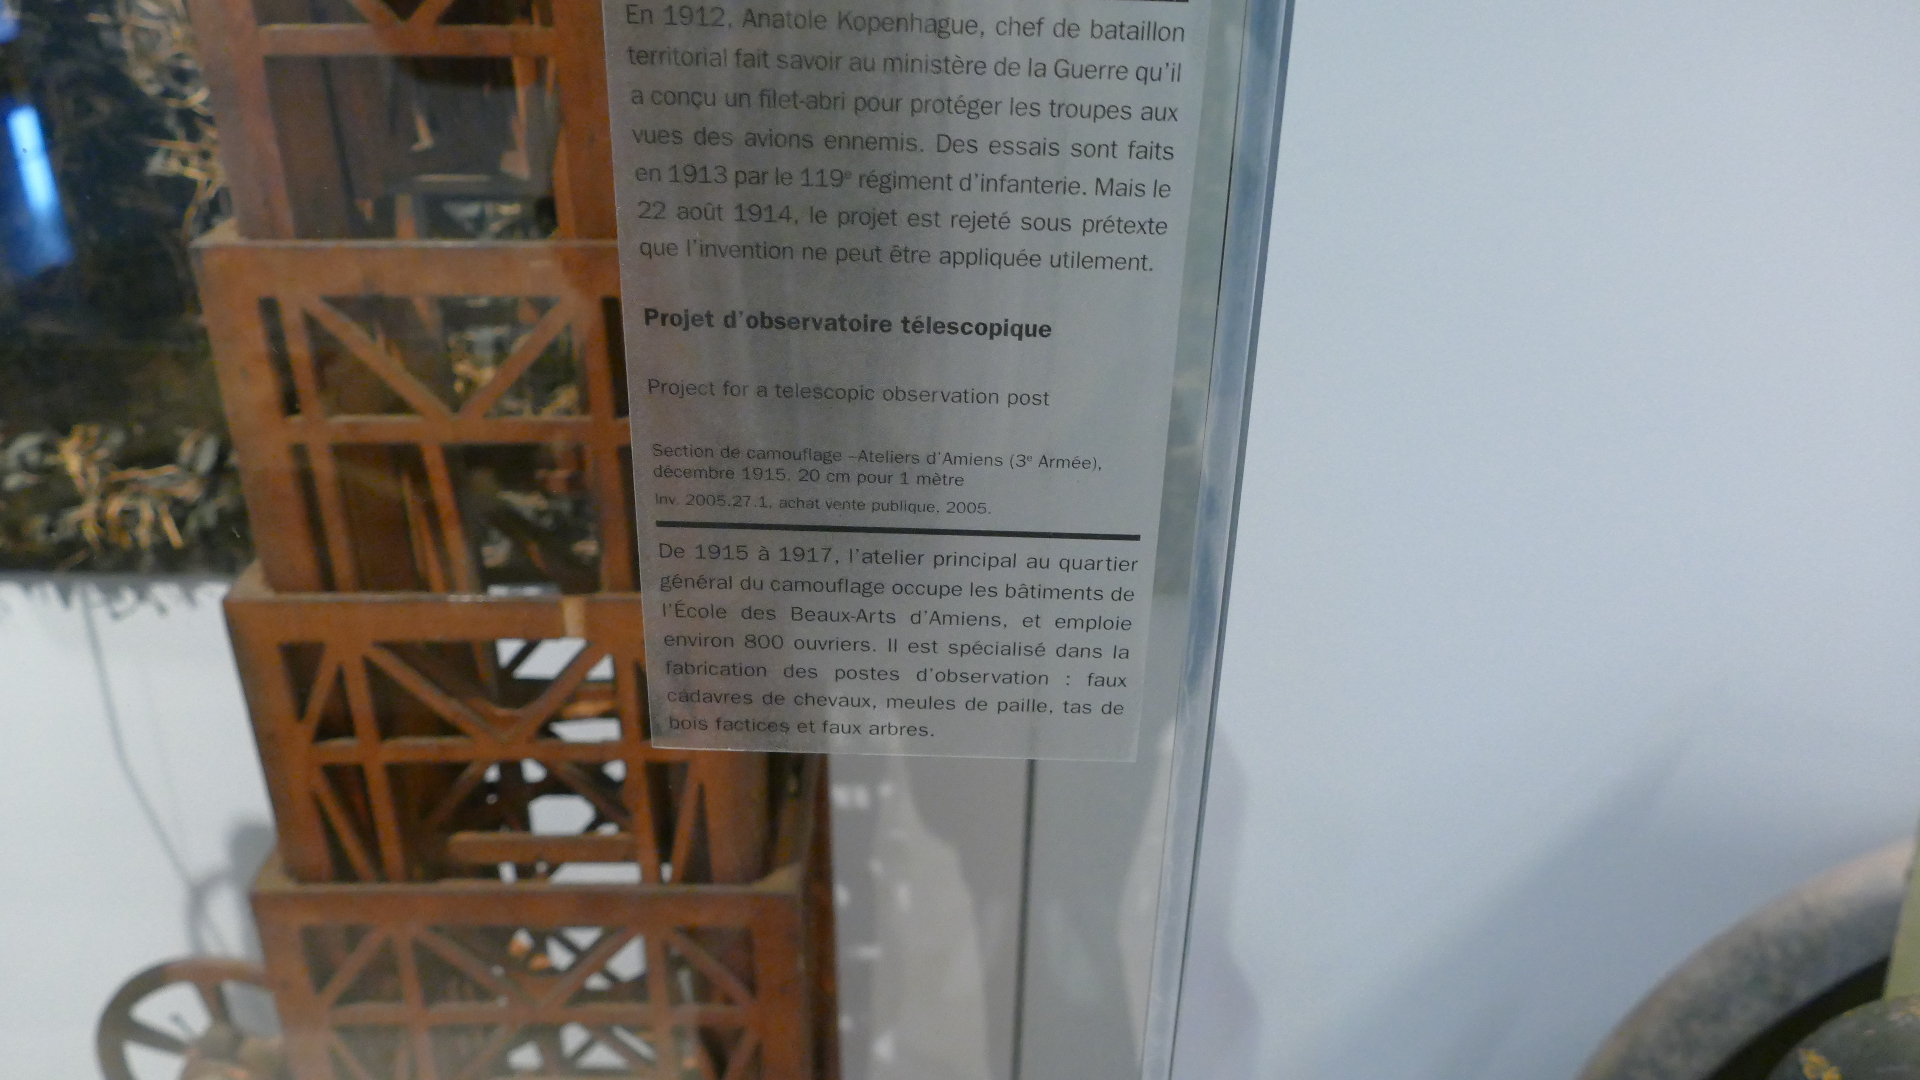 En 1912, Anatole Kopenhague, chef de bataillon
territorial fait savoir au ministère de la Guerre qu'il
a conçu un filet-abri pour protéger les troupes aux
vues des avions ennemis. Des essais sont faits
en 1913 par le 119e régiment d'infanterie. Mais le
22 août 1914, le projet est rejeté sous prétexte
que l'invention ne peut être appliquée utilement.
Projet d'observatoire télescopique
Project for a telescopic observation post
Section de camouflage –Ateliers d'Amiens (3e Armée),
décembre 1915. 20 cm pour 1 mètre
Inv. 2005.27.1, achat vente publique, 2005.
De 1915 à 1917, l'atelier principal au quartier
général du camouflage occupe les bâtiments de
l'École des Beaux-Arts d'Amiens, et emploie
environ 800 ouvriers. Il est spécialisé dans la
fabrication des postes d'observation : faux
cadavres de chevaux, meules de paille, tas de
bois factices et faux arbres.